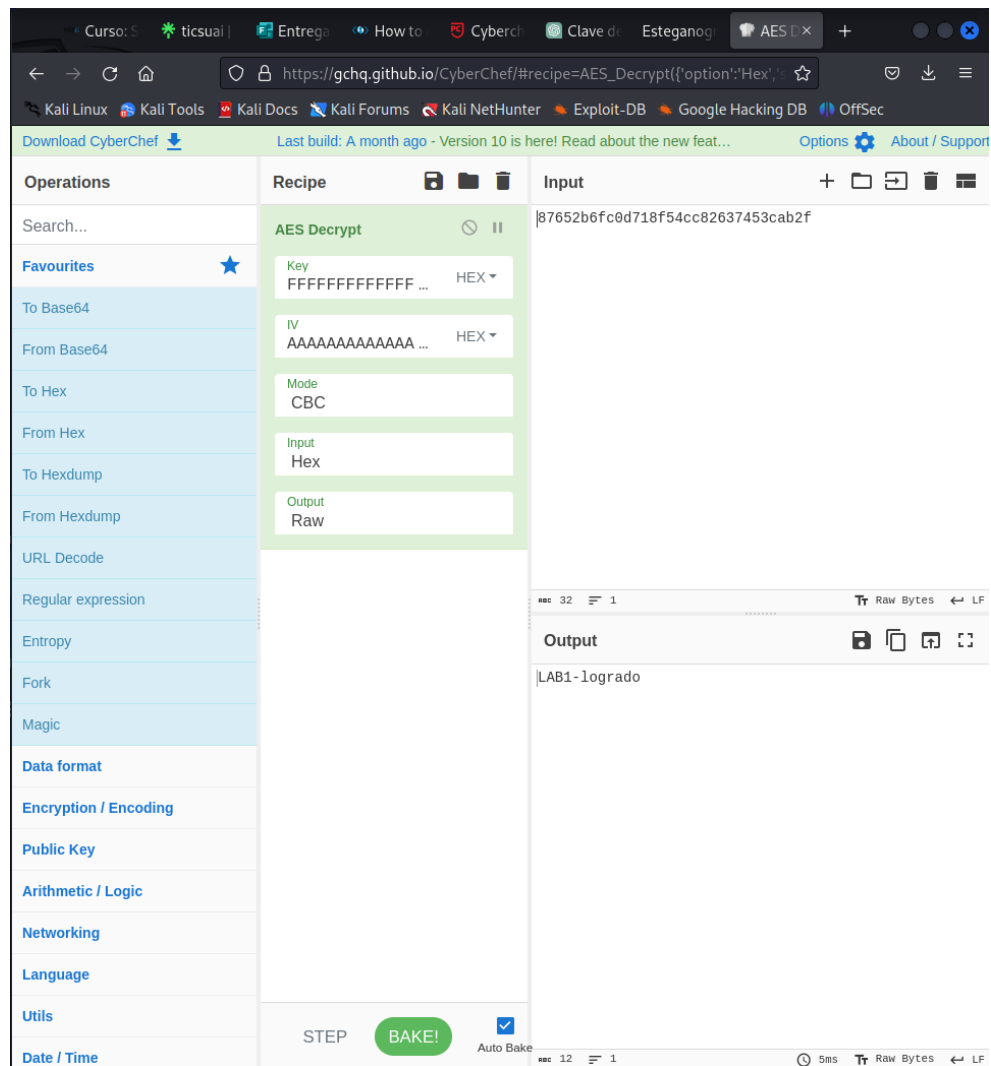 Curso: S
ticsuai |
Entrega
How to
Cyberch
Clave de
Esteganog
AES D
https://gchq.github.io/CyberChef/#recipe=AES_Decrypt({'option':'Hex','s
Kali Linux Kali Tools Kali Docs Kali Forums Kali NetHunter Exploit-DB Google Hacking DB OffSec
Download CyberChef Last build: A month ago - Version 10 is here! Read about the new feat… Options About / Support
Operations
Search...
Favourites
To Base64
From Base64
To Hex
From Hex
To Hexdump
From Hexdump
URL Decode
Regular expression
Entropy
Fork
Magic
Data format
Encryption / Encoding
Public Key
Arithmetic / Logic
Networking
Language
Utils
Date / Time
Recipe
AES Decrypt
Key
FFFFFFFFFFFFF … HEX
IV
AAAAAAAAAAAAA … HEX
Mode
CBC
Input
Hex
Output
Raw
STEP BAKE! Auto Bake
Input
87652b6fc0d718f54cc82637453cab2f
ABC 32 1 Tт Raw Bytes LF
Output
LAB1-logrado
ABC 12 1 5ms Tт Raw Bytes LF